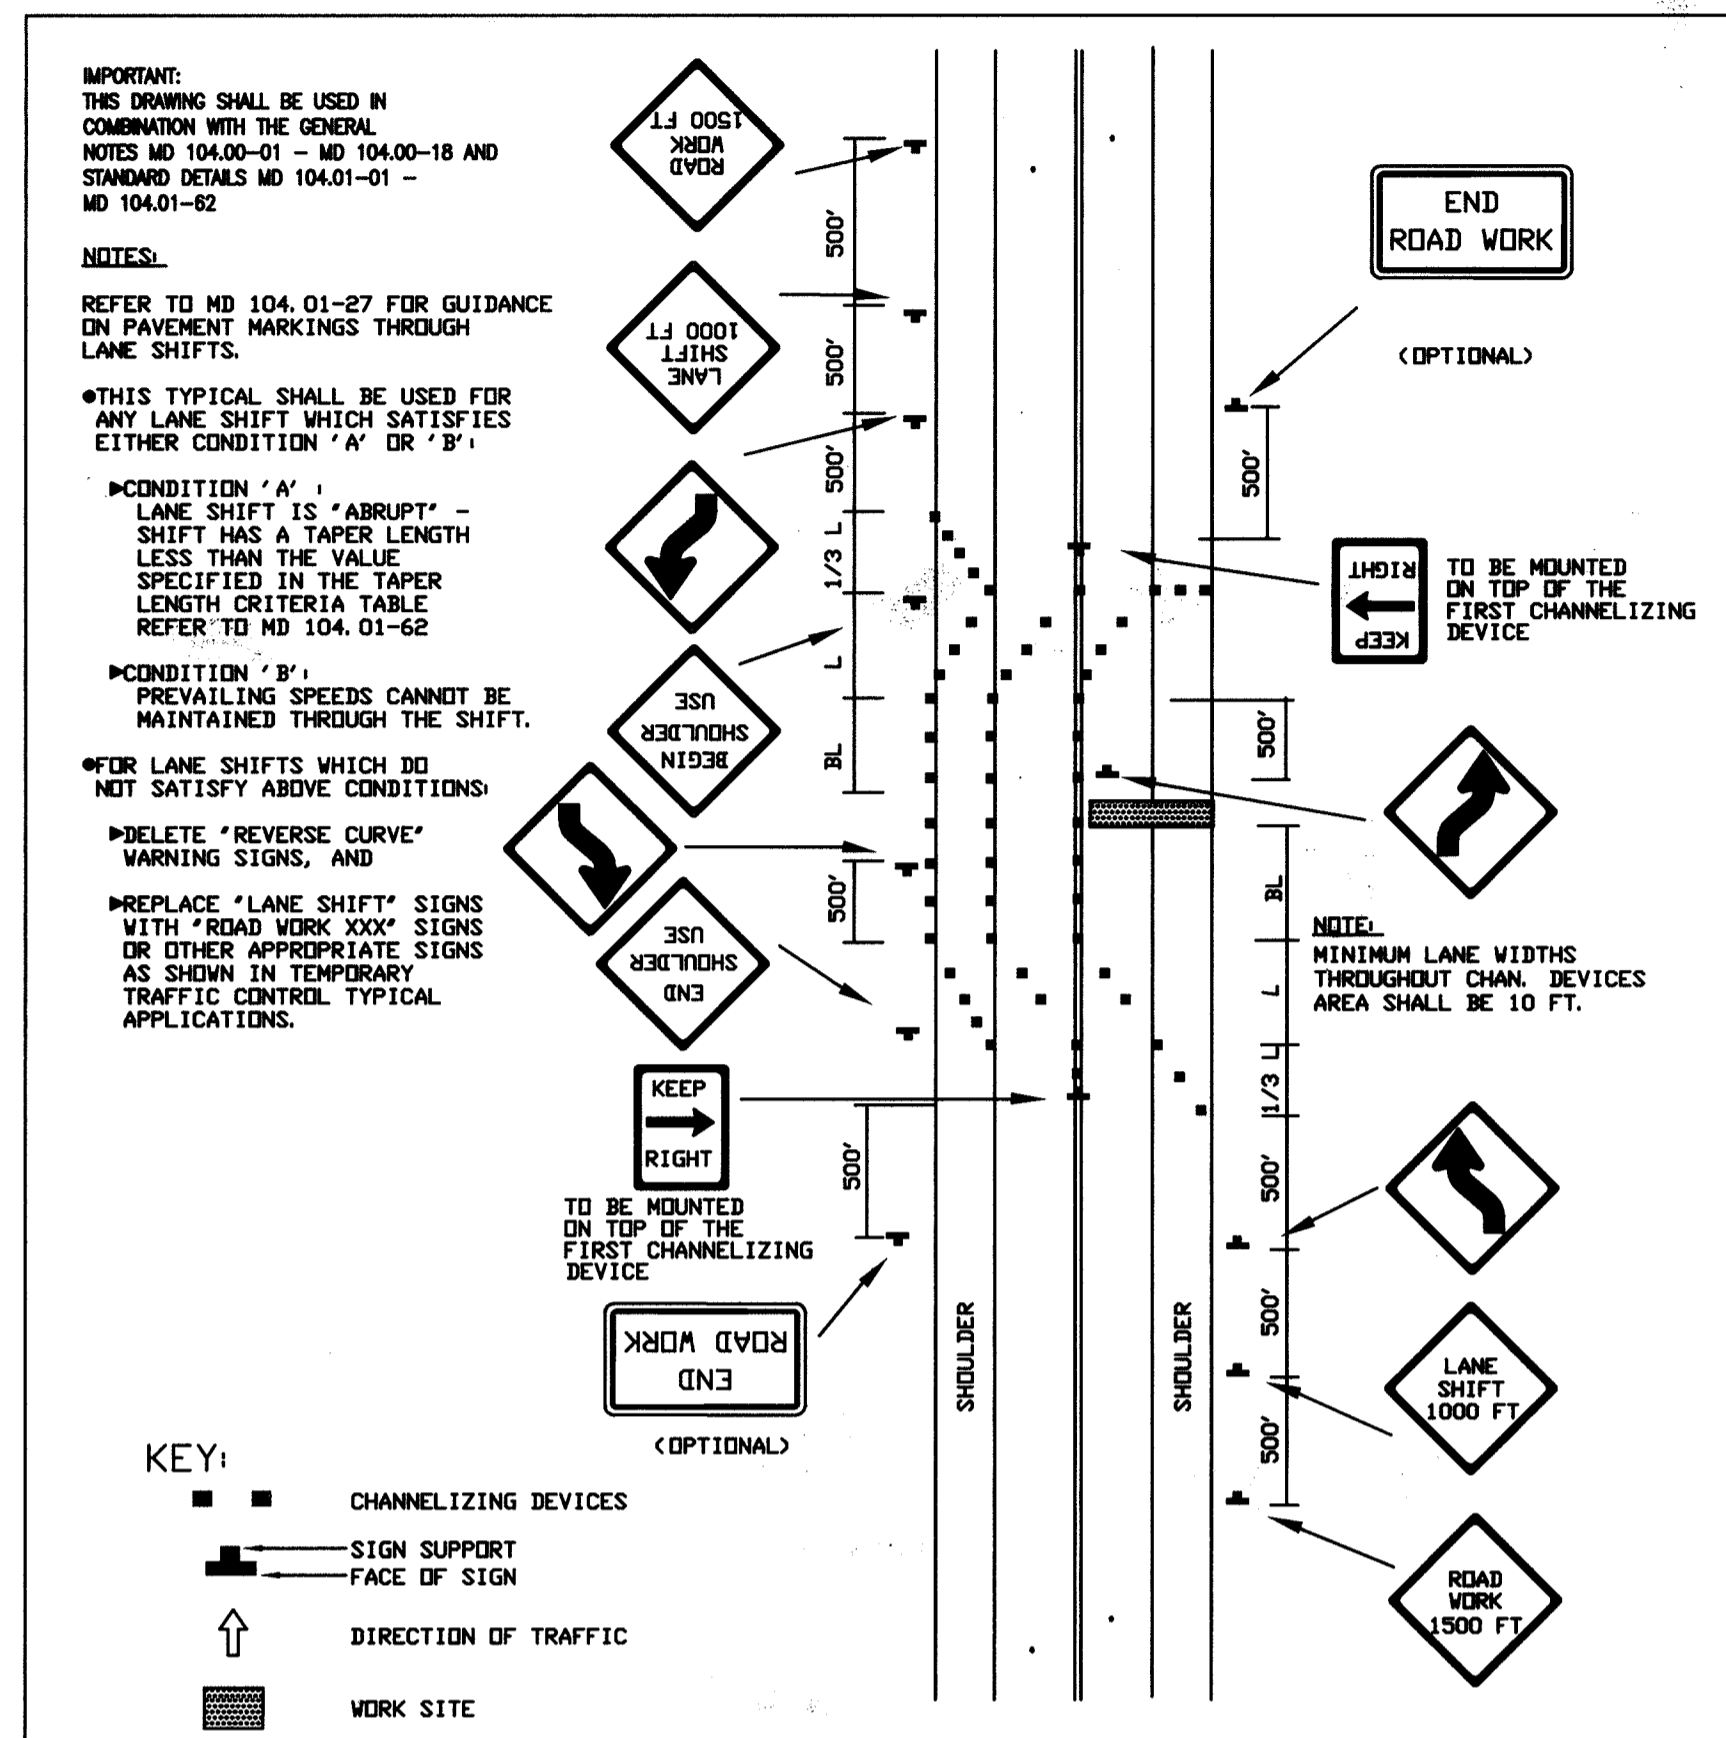 IMPORTANT:
THIS DRAWING SHALL BE USED IN
COMBINATION WITH THE GENERAL
NOTES MD 104.00-01 - MD 104.00-18 AND
STANDARD DETAILS MD 104.01-01 -
MD 104.01-62
NOTES:
REFER TO MD 104.01-27 FOR GUIDANCE
ON PAVEMENT MARKINGS THROUGH
LANE SHIFTS.
●THIS TYPICAL SHALL BE USED FOR
ANY LANE SHIFT WHICH SATISFIES
EITHER CONDITION 'A' OR 'B':
▶CONDITION 'A' :
LANE SHIFT IS "ABRUPT" -
SHIFT HAS A TAPER LENGTH
LESS THAN THE VALUE
SPECIFIED IN THE TAPER
LENGTH CRITERIA TABLE
REFER TO MD 104.01-62
▶CONDITION 'B':
PREVAILING SPEEDS CANNOT BE
MAINTAINED THROUGH THE SHIFT.
●FOR LANE SHIFTS WHICH DO
NOT SATISFY ABOVE CONDITIONS:
▶DELETE "REVERSE CURVE"
WARNING SIGNS, AND
▶REPLACE "LANE SHIFT" SIGNS
WITH "ROAD WORK XXX" SIGNS
OR OTHER APPROPRIATE SIGNS
AS SHOWN IN TEMPORARY
TRAFFIC CONTROL TYPICAL
APPLICATIONS.
ROAD
WORK
1500 FT
LANE
SHIFT
1000 FT
BEGIN
SHOULDER
USE
END
SHOULDER
USE
KEEP
RIGHT
TO BE MOUNTED
ON TOP OF THE
FIRST CHANNELIZING
DEVICE
END
ROAD WORK
(OPTIONAL)
500'
500'
500'
1/3 L
L
BL
500'
500'
SHOULDER
SHOULDER
END
ROAD WORK
(OPTIONAL)
500'
KEEP
RIGHT
TO BE MOUNTED
ON TOP OF THE
FIRST CHANNELIZING
DEVICE
500'
BL
L
1/3 L
500'
500'
500'
NOTE:
MINIMUM LANE WIDTHS
THROUGHOUT CHAN. DEVICES
AREA SHALL BE 10 FT.
LANE
SHIFT
1000 FT
ROAD
WORK
1500 FT
KEY:
CHANNELIZING DEVICES
SIGN SUPPORT
FACE OF SIGN
DIRECTION OF TRAFFIC
WORK SITE